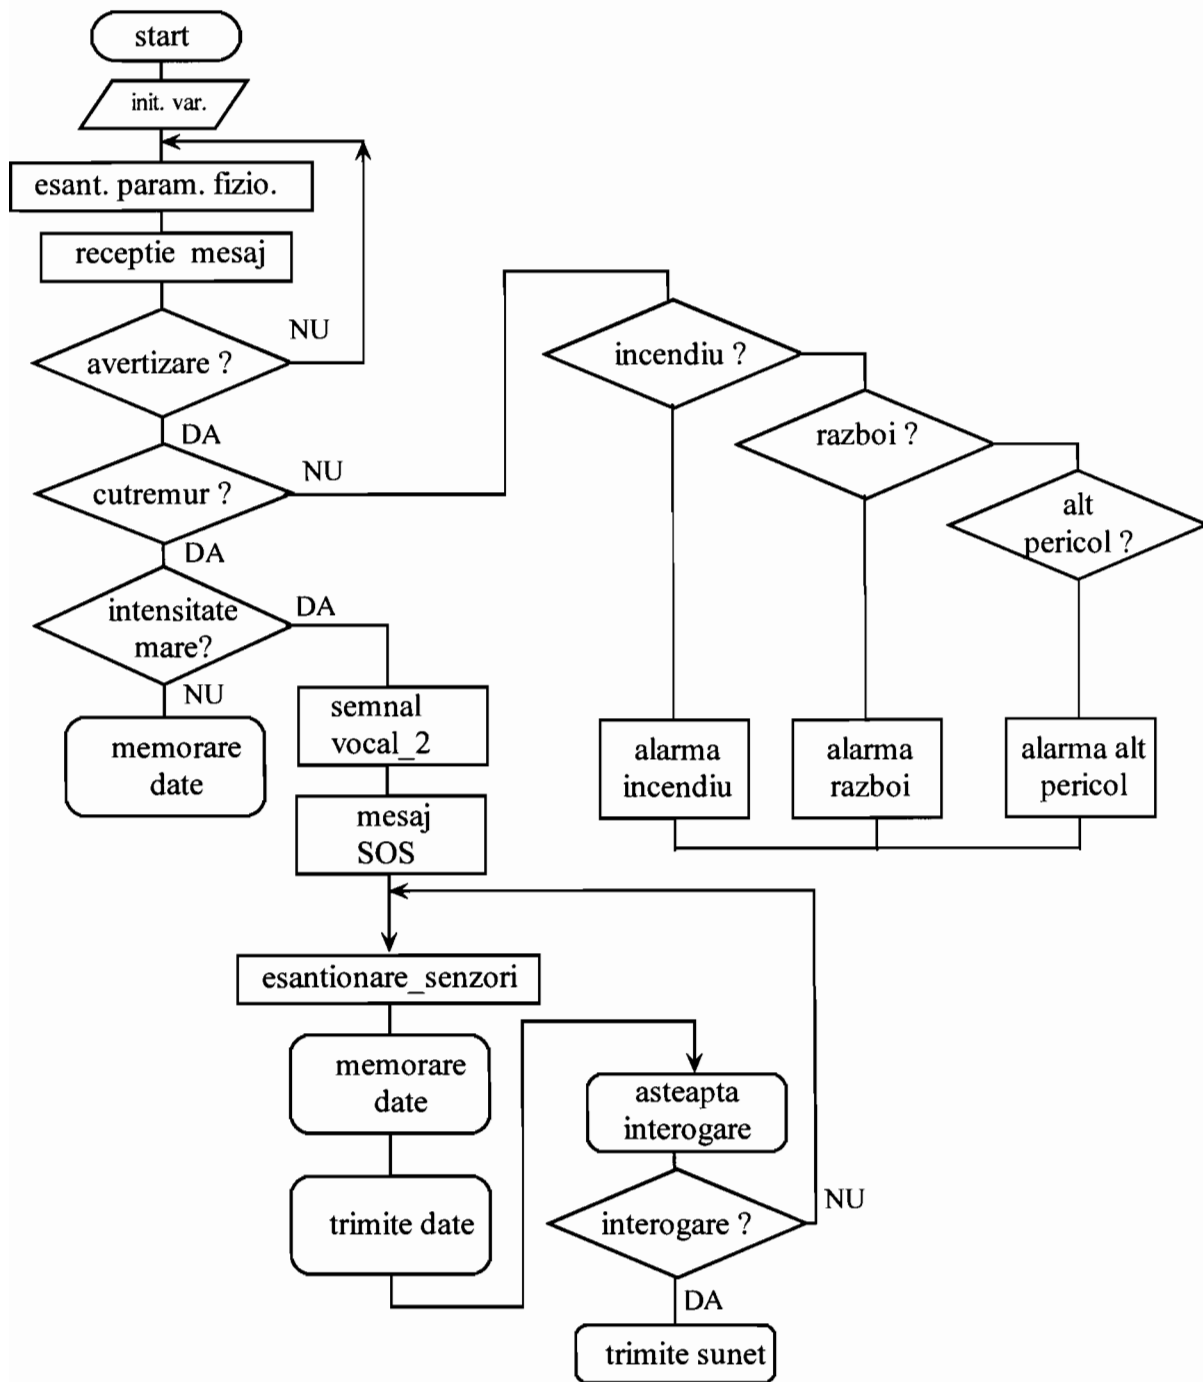 start
init. var.
esant. param. fizio.
receptie mesaj
NU
avertizare ?
DA
cutremur ?
NU
DA
intensitate
mare?
DA
NU
memorare
date
semnal
vocal_2
mesaj
SOS
incendiu ?
razboi ?
alt
pericol ?
alarma
incendiu
alarma
razboi
alarma alt
pericol
esantionare_senzori
memorare
date
trimite date
asteapta
interogare
interogare ?
NU
DA
trimite sunet